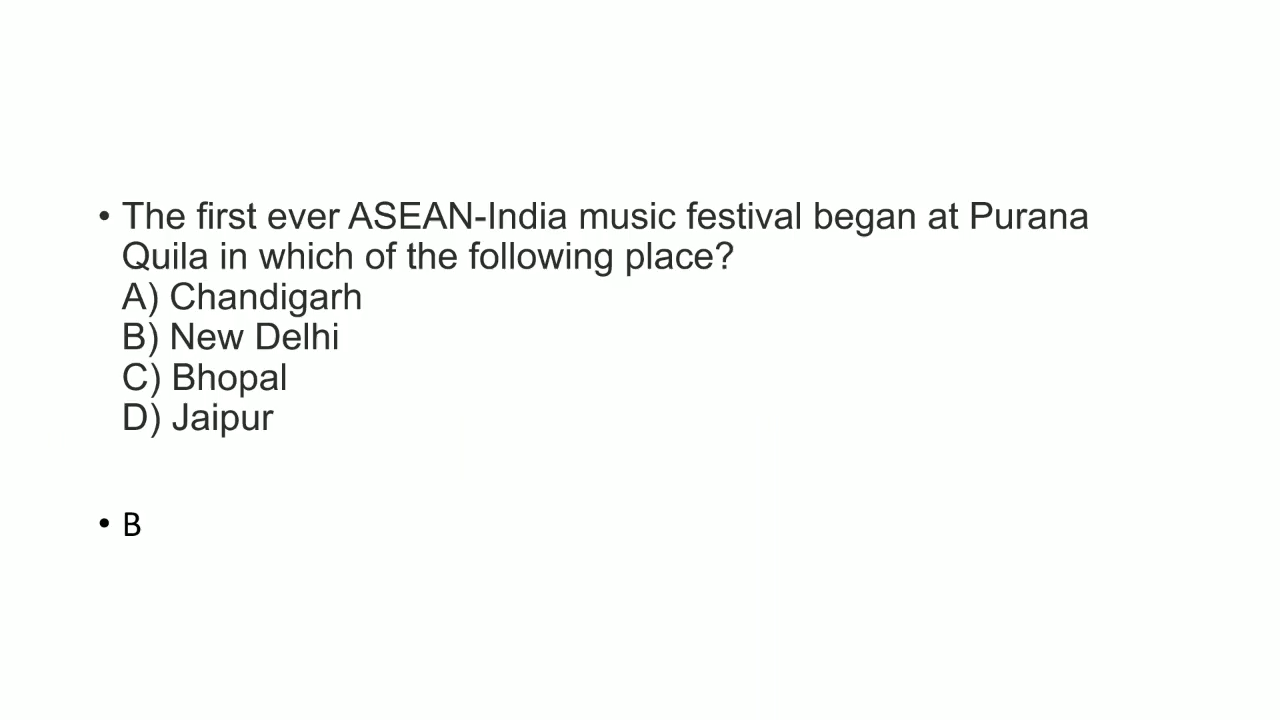 • The first ever ASEAN-India music festival began at Purana
Quila in which of the following place?
A) Chandigarh
B) New Delhi
C) Bhopal
D) Jaipur
• B